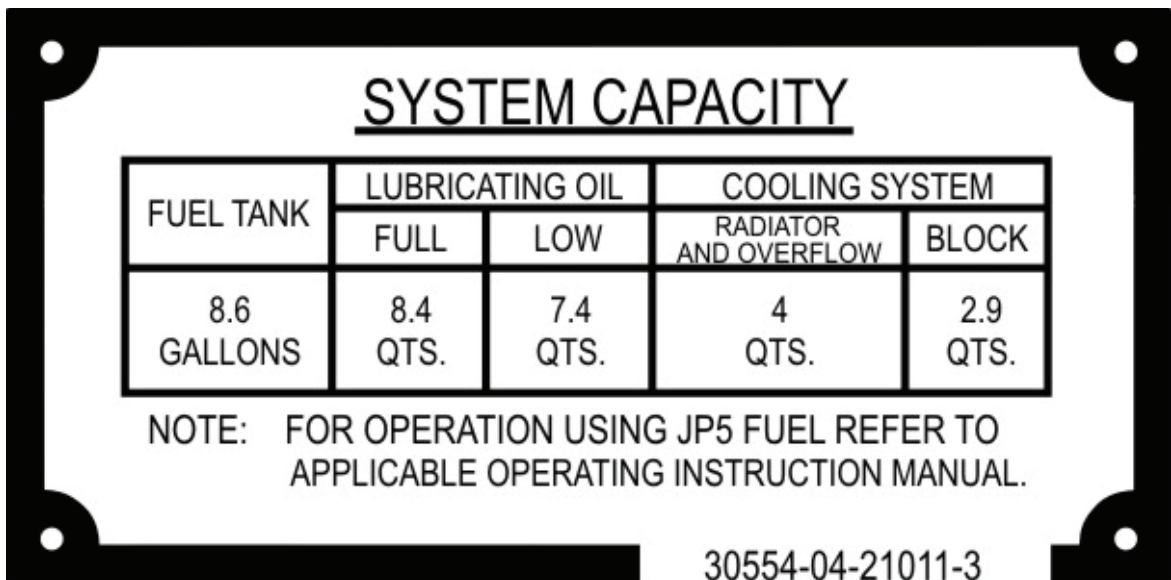 SYSTEM CAPACITY
FUEL TANK
LUBRICATING OIL
COOLING SYSTEM
FULL
LOW
RADIATOR
AND OVERFLOW
BLOCK
8.6
GALLONS
8.4
QTS.
7.4
QTS.
4
QTS.
2.9
QTS.
NOTE: FOR OPERATION USING JP5 FUEL REFER TO
APPLICABLE OPERATING INSTRUCTION MANUAL.
30554-04-21011-3